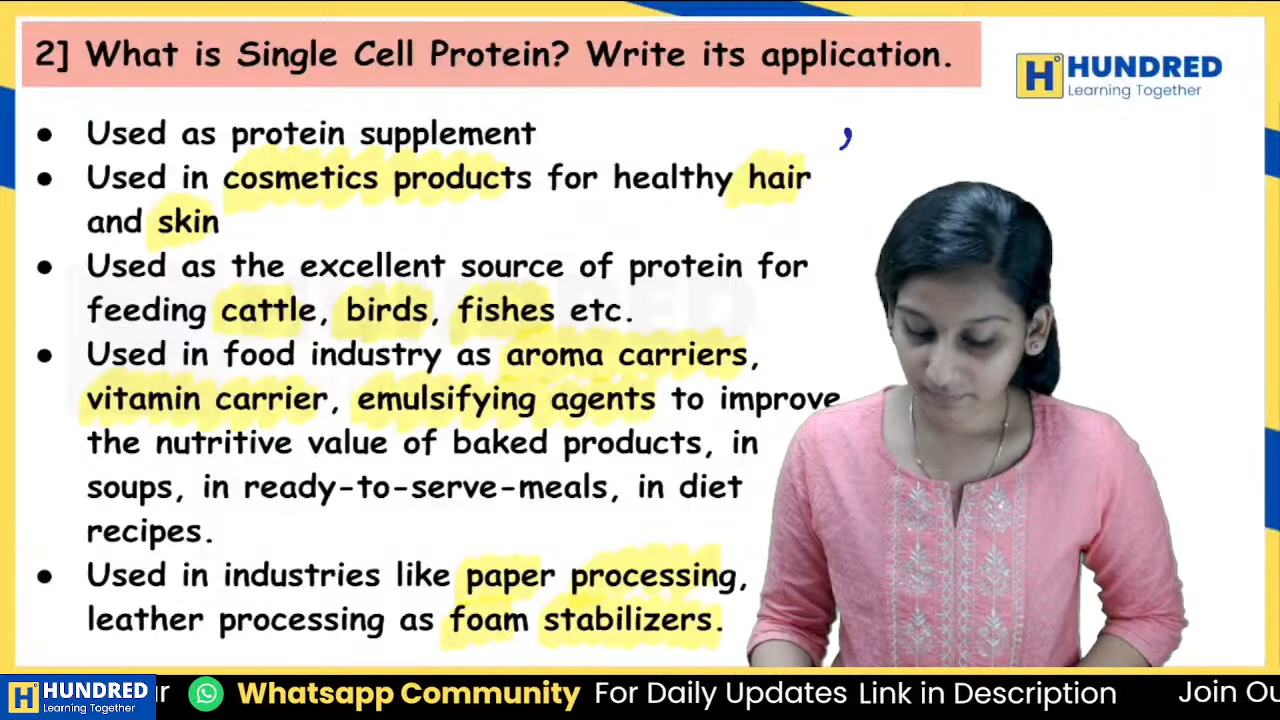 2] What is Single Cell Protein? Write its application.
HUNDRED
Learning Together
● Used as protein supplement
● Used in cosmetics products for healthy hair
and skin
● Used as the excellent source of protein for
feeding cattle, birds, fishes etc.
● Used in food industry as aroma carriers,
vitamin carrier, emulsifying agents to improve
the nutritive value of baked products, in
soups, in ready-to-serve-meals, in diet
recipes.
● Used in industries like paper processing,
leather processing as foam stabilizers.
HUNDRED
Learning Together
Whatsapp Community For Daily Updates Link in Description Join